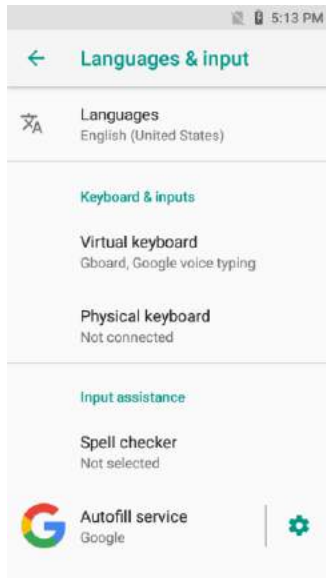 5:13 PM
Languages & input
Languages
English (United States)
Keyboard & inputs
Virtual keyboard
Gboard, Google voice typing
Physical keyboard
Not connected
Input assistance
Spell checker
Not selected
Autofill service
Google